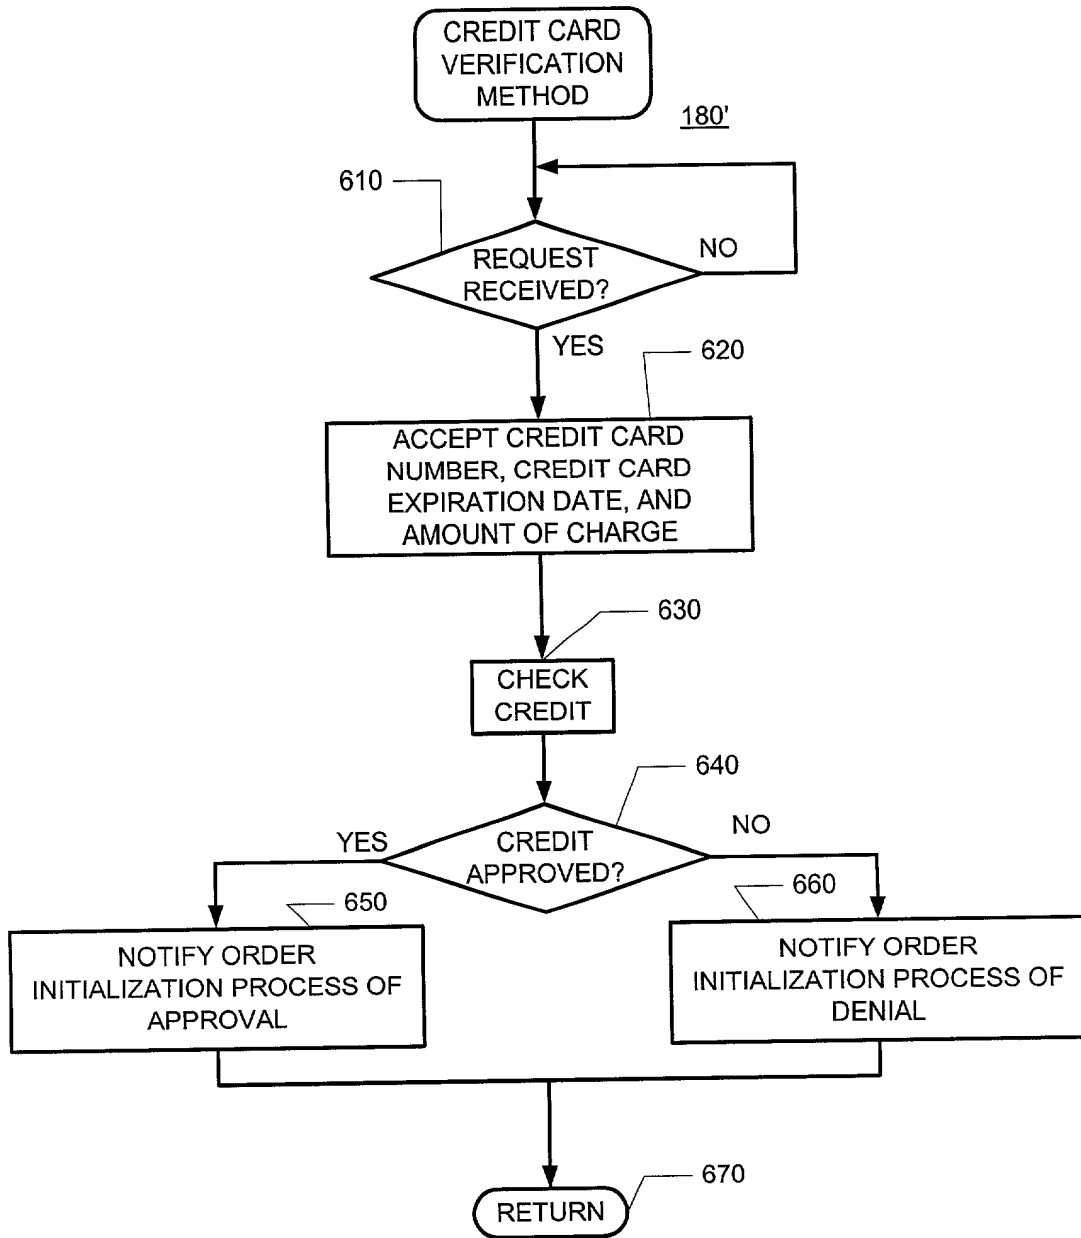 CREDIT CARD
VERIFICATION
METHOD
180'
610
REQUEST
RECEIVED?
NO
YES
620
ACCEPT CREDIT CARD
NUMBER, CREDIT CARD
EXPIRATION DATE, AND
AMOUNT OF CHARGE
630
CHECK
CREDIT
640
YES
CREDIT
APPROVED?
NO
650
660
NOTIFY ORDER
INITIALIZATION PROCESS OF
APPROVAL
NOTIFY ORDER
INITIALIZATION PROCESS OF
DENIAL
670
RETURN